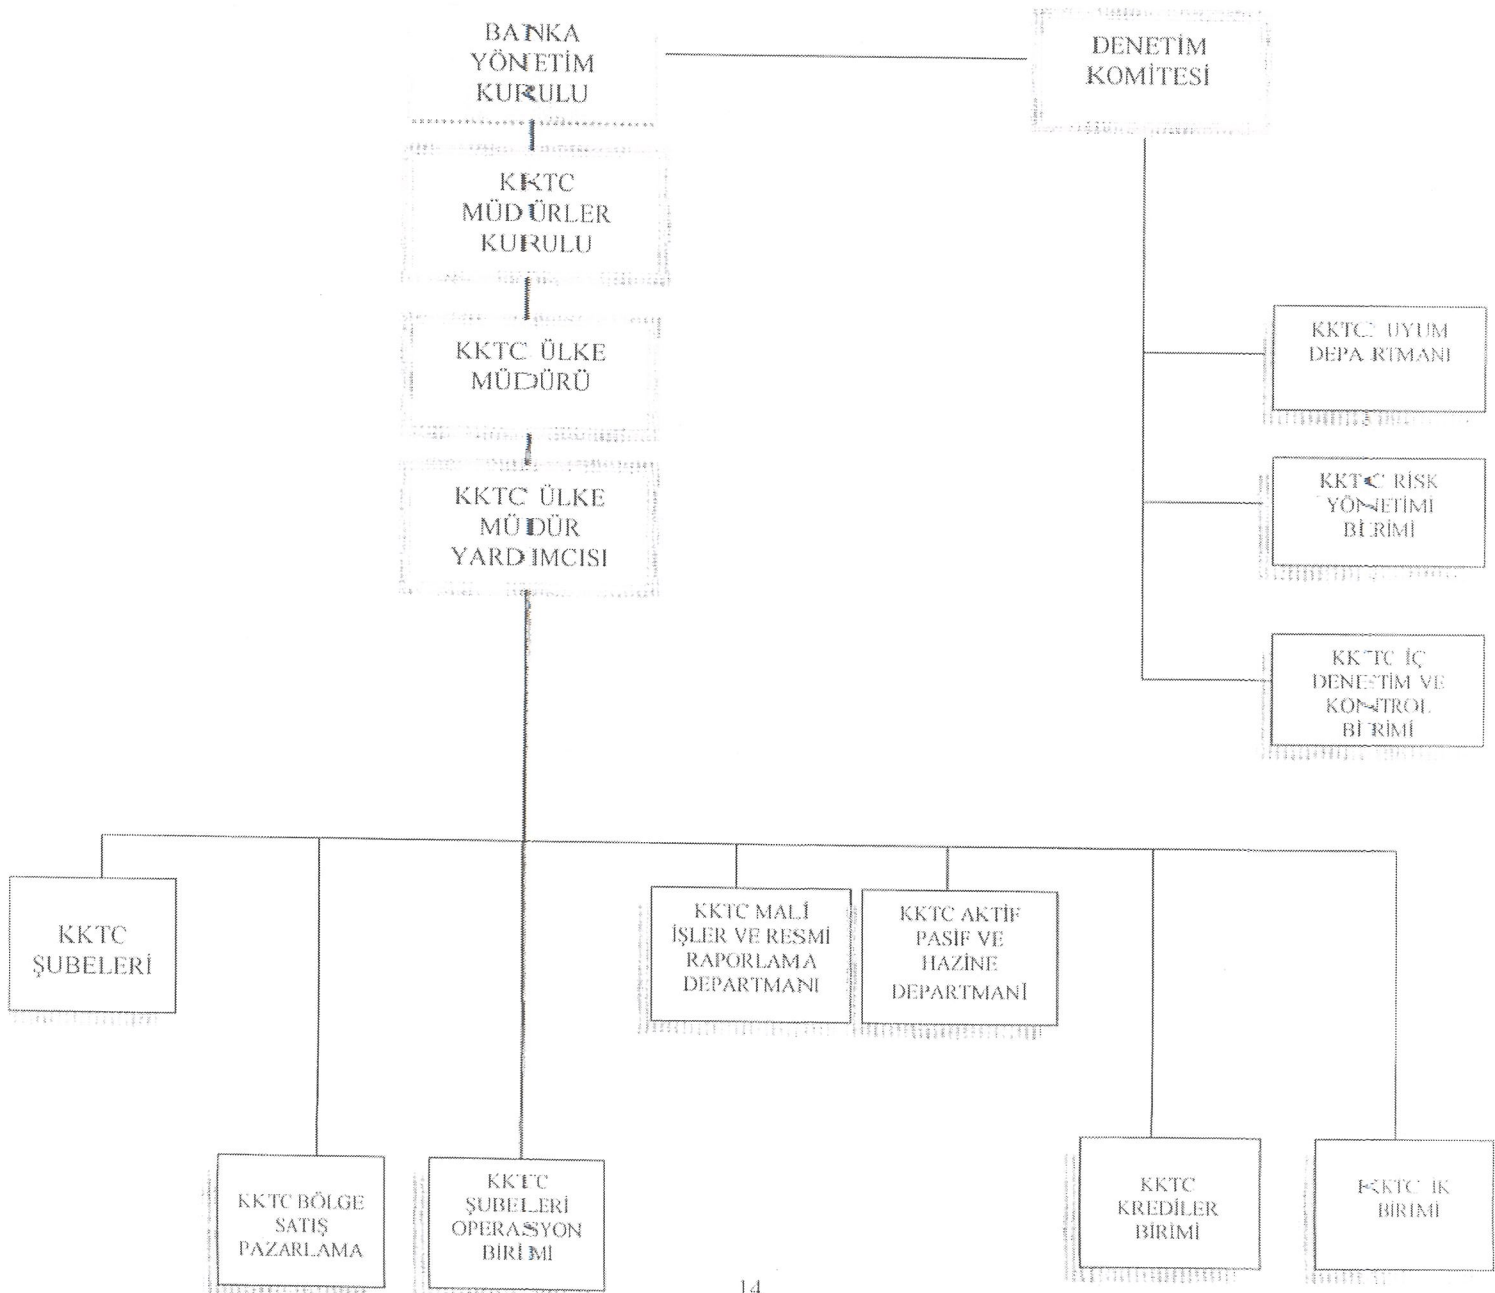 BANKA
YÖNETİM
KURULU
DENETİM
KOMİTESİ
KKTC
MÜDÜRLER
KURULU
KKTC ÜLKE
MÜDÜRÜ
KKTC UYUM
DEPARTMANI
KKTC ÜLKE
MÜDÜR
YARDIMCISI
KKTC RİSK
YÖNETİMİ
BİRİMİ
KKTC İÇ
DENETİM VE
KONTROL
BİRİMİ
KKTC
ŞUBELERİ
KKTC MALİ
İŞLER VE RESMİ
RAPORLAMA
DEPARTMANI
KKTC AKTİF
PASİF VE
HAZİNE
DEPARTMANI
KKTC BÖLGE
SATIŞ
PAZARLAMA
KKTC
ŞUBELERİ
OPERASYON
BİRİMİ
KKTC
KREDİLER
BİRİMİ
KKTC IK
BİRİMİ
14